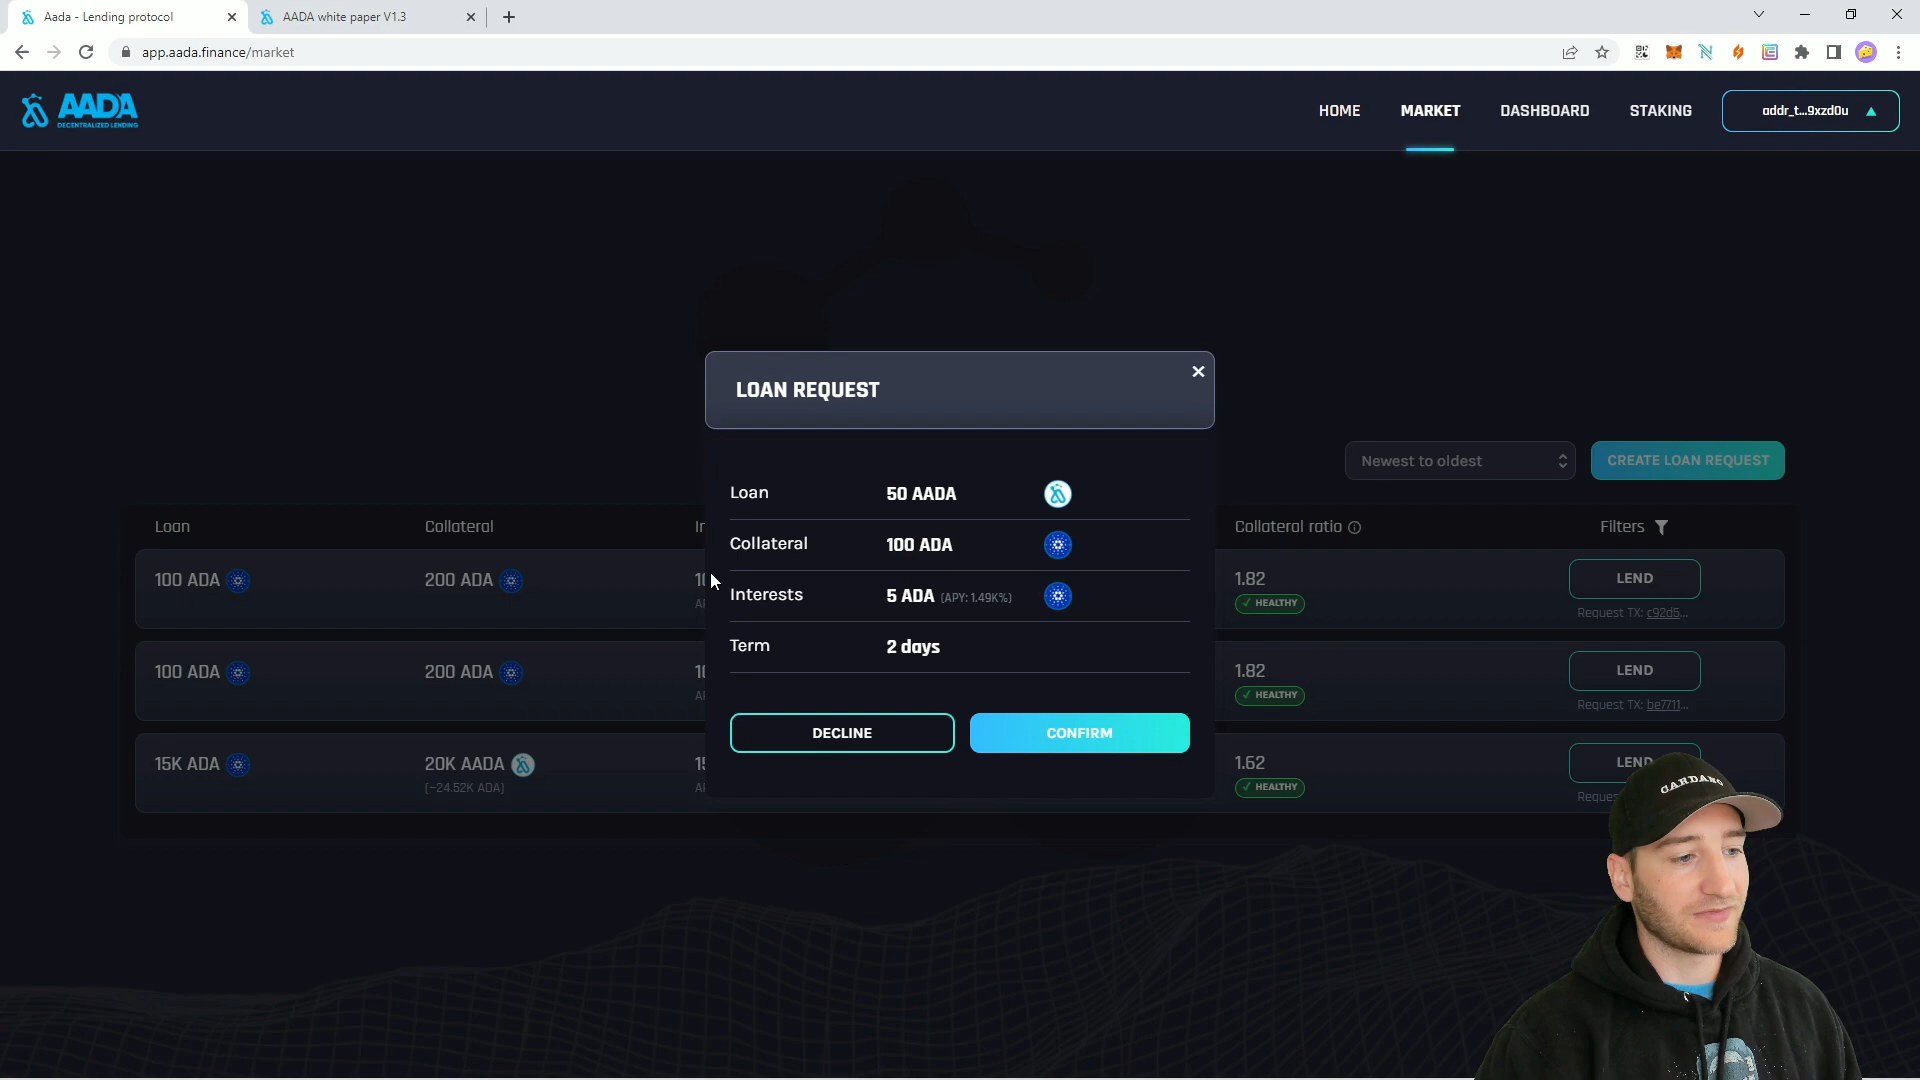 Aada - Lending protocol
AADA white paper V1.3
app.aada.finance/market
AADA
DECENTRALIZED LENDING
HOME
MARKET
DASHBOARD
STAKING
addr_t...9xzd0u
LOAN REQUEST
Loan
50 AADA
Collateral
100 ADA
Interests
5 ADA (APY: 1.49K%)
Term
2 days
DECLINE
CONFIRM
Newest to oldest
CREATE LOAN REQUEST
Loan
Collateral
Collateral ratio
Filters
100 ADA
200 ADA
1.82
HEALTHY
LEND
Request TX: c92d5...
100 ADA
200 ADA
1.82
HEALTHY
LEND
Request TX: be7711...
15K ADA
20K AADA
(~24.52K ADA)
1.62
HEALTHY
LEND
CARDANO